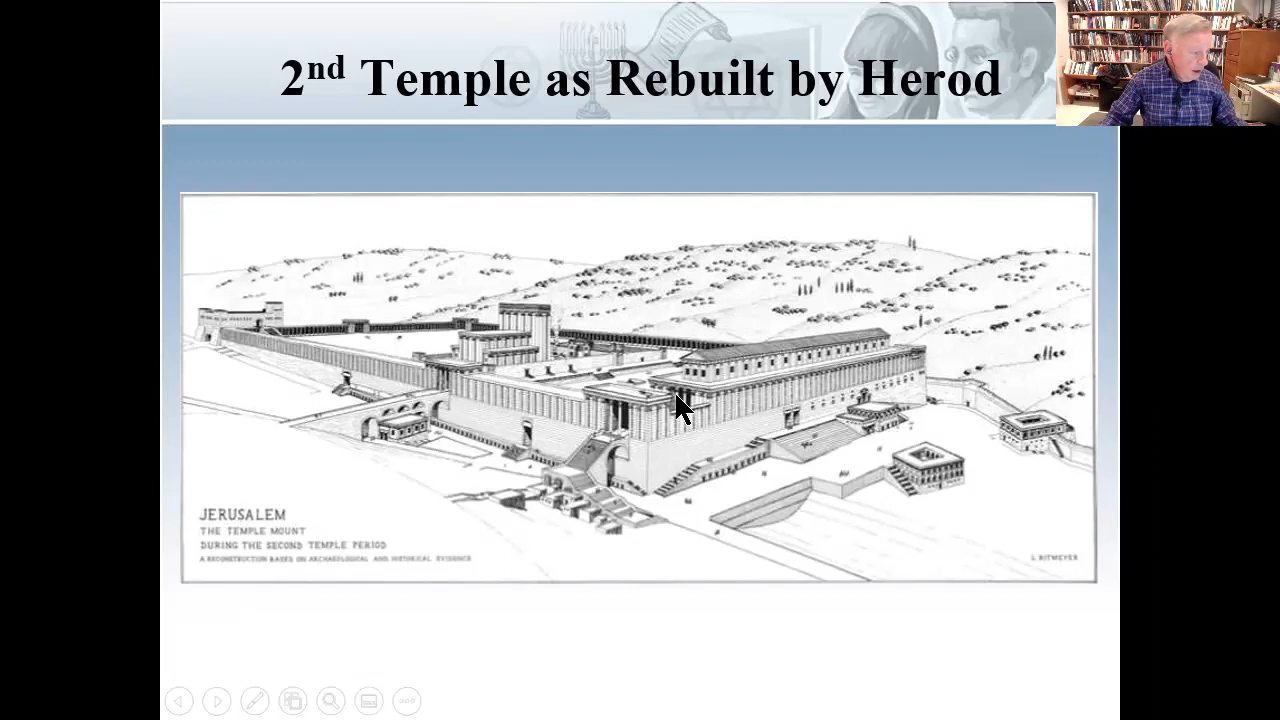 2nd Temple as Rebuilt by Herod
JERUSALEM
THE TEMPLE MOUNT
DURING THE SECOND TEMPLE PERIOD
A RECONSTRUCTION BASED ON ARCHAEOLOGICAL AND HISTORICAL EVIDENCE
L. RITMEYER